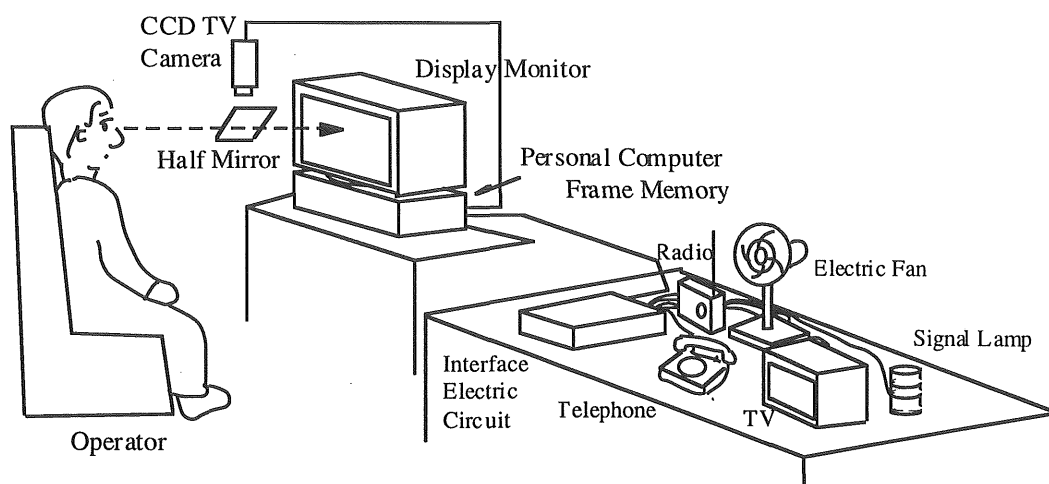 CCD TV
Camera
Display Monitor
Half Mirror
Personal Computer
Frame Memory
Radio
Electric Fan
Signal Lamp
Interface
Electric
Circuit
Telephone
TV
Operator